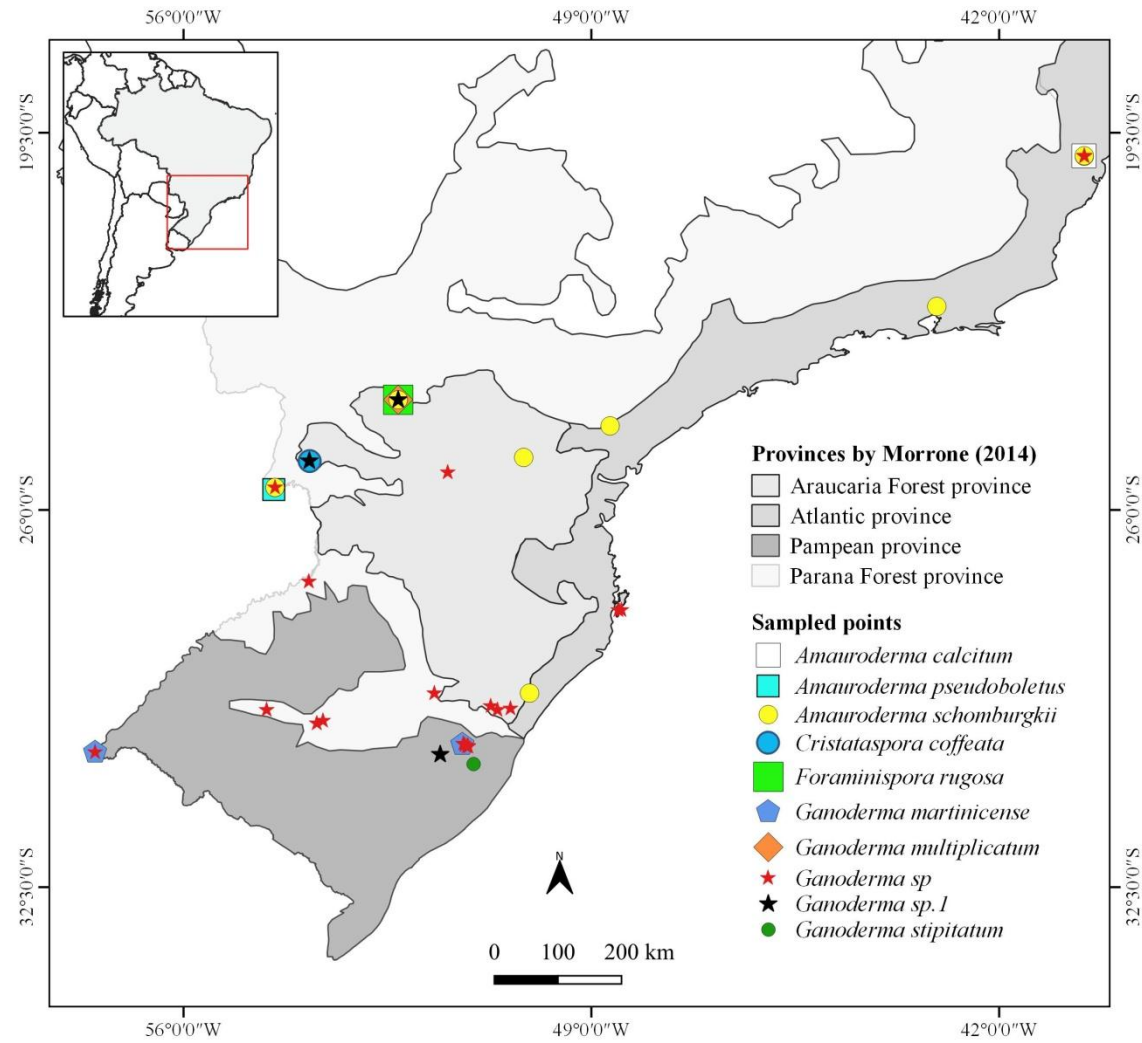 56°0'0"W 49°0'0"W 42°0'0"W
19°30'0"S 19°30'0"S
26°0'0"S 26°0'0"S
32°30'0"S 32°30'0"S
Provinces by Morrone (2014)
Araucaria Forest province
Atlantic province
Pampean province
Parana Forest province
Sampled points
Amauroderma calcitum
Amauroderma pseudoboletus
Amauroderma schomburgkii
Cristataspora coffeata
Foraminispora rugosa
Ganoderma martinicense
Ganoderma multiplicatum
Ganoderma sp
Ganoderma sp.1
Ganoderma stipitatum
N
0 100 200 km
56°0'0"W 49°0'0"W 42°0'0"W